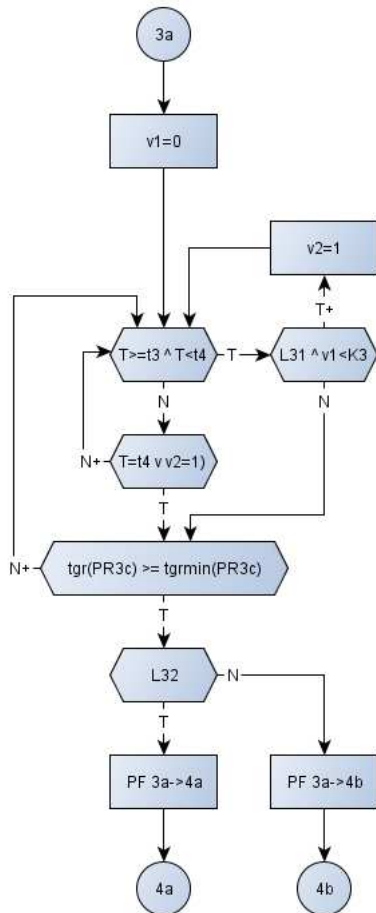 3a
v1=0
v2=1
T+
T>=t3 ^ T<t4
T
L31 ^ v1<K3
N
N
N+
T=t4 v v2=1)
T
N+
tgr(PR3c) >= tgrmin(PR3c)
T
L32
N
T
PF 3a->4a
PF 3a->4b
4a
4b